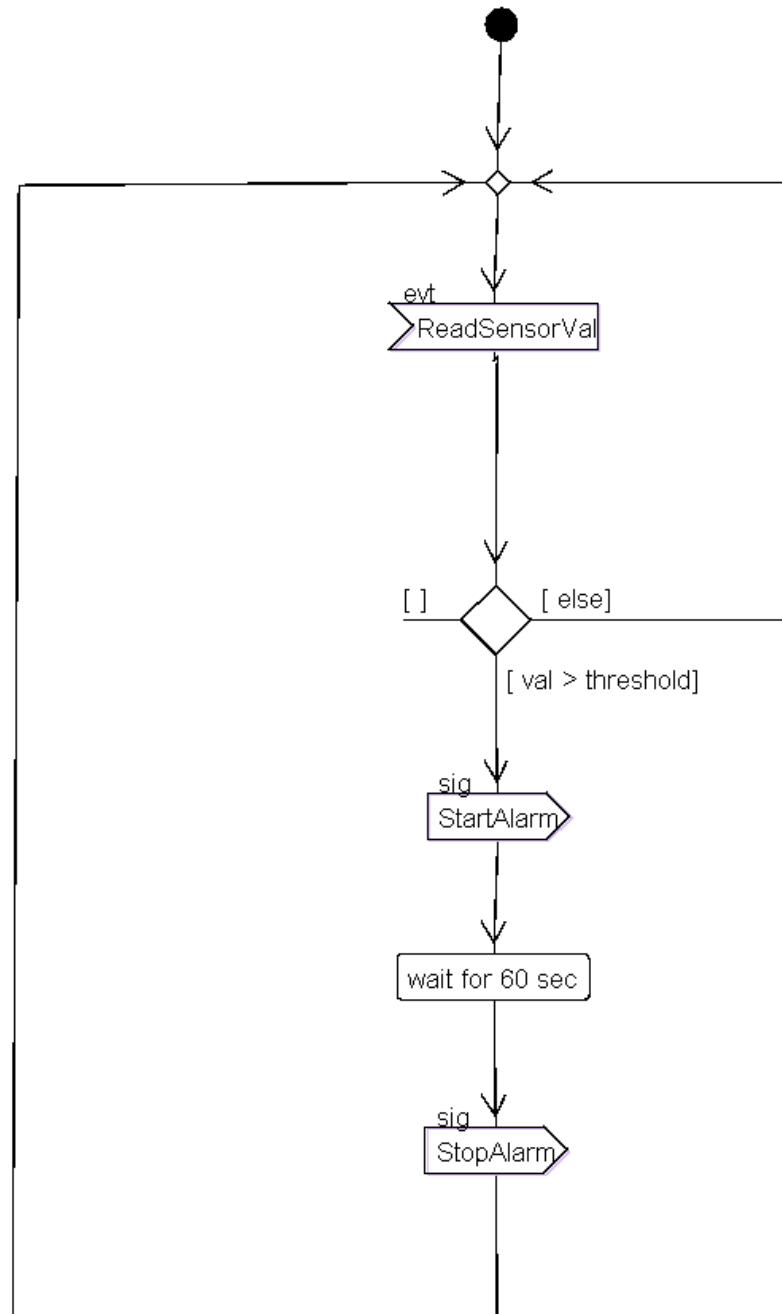 evt
ReadSensorVal
[ ]
[ else]
[ val > threshold]
sig
StartAlarm
wait for 60 sec
sig
StopAlarm